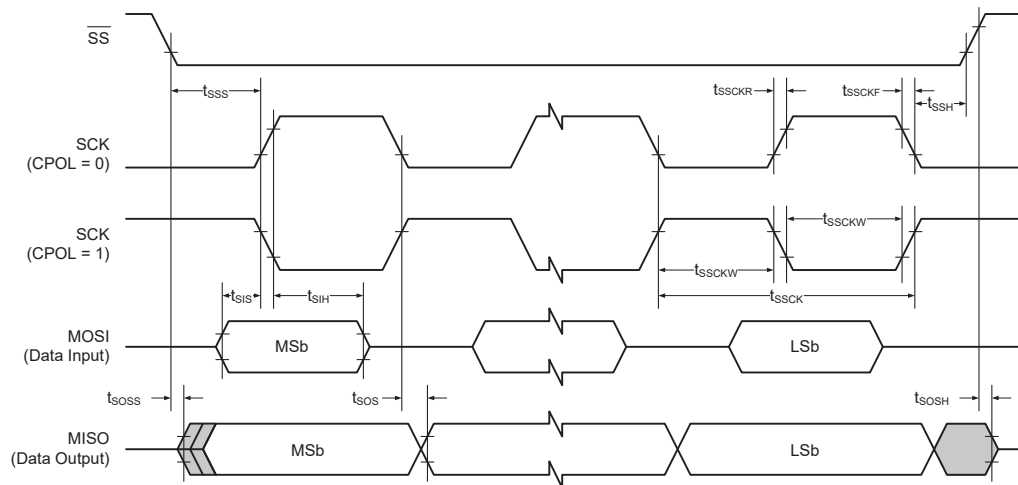 SS
tSSS
tSSCKR
tSSCKF
tSSH
SCK
(CPOL = 0)
SCK
(CPOL = 1)
tSSCKW
tSSCKW
tSSCK
tSIS
tSIH
MOSI
(Data Input)
MSb
LSb
tSOSS
tSOS
tSOSH
MISO
(Data Output)
MSb
LSb